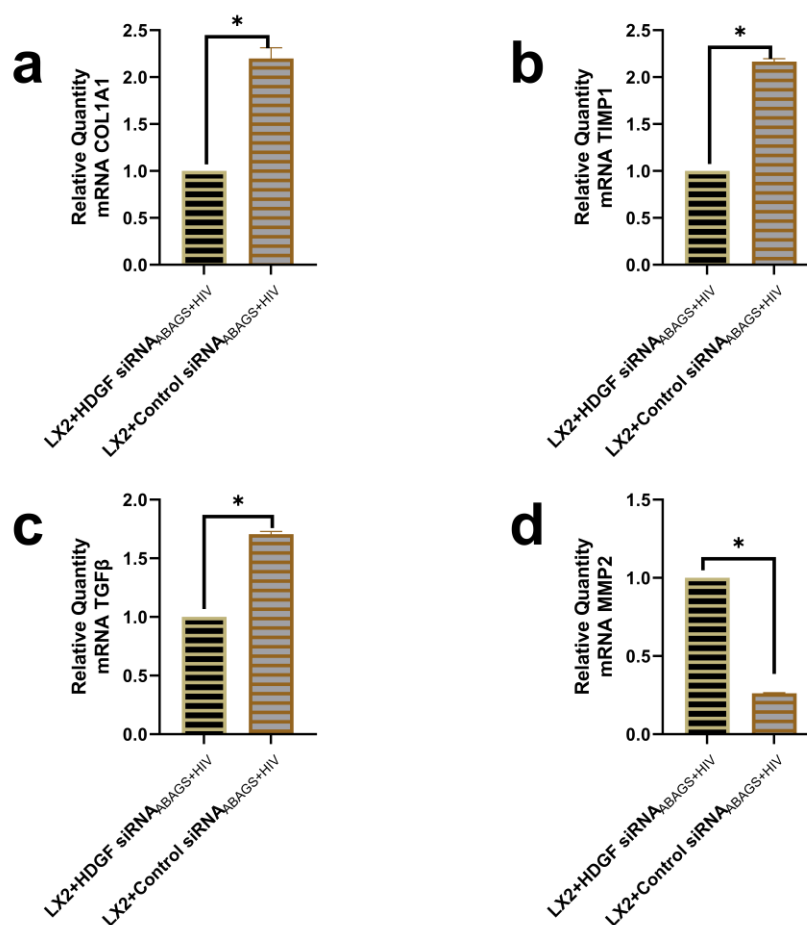 a
Relative Quantity
mRNA COL1A1
2.5
2.0
1.5
1.0
0.5
0.0
*
LX2+HDGF siRNAABAGS+HIV
LX2+Control siRNAABAGS+HIV
b
Relative Quantity
mRNA TIMP1
2.5
2.0
1.5
1.0
0.5
0.0
*
LX2+HDGF siRNAABAGS+HIV
LX2+Control siRNAABAGS+HIV
c
Relative Quantity
mRNA TGFβ
2.0
1.5
1.0
0.5
0.0
*
LX2+HDGF siRNAABAGS+HIV
LX2+Control siRNAABAGS+HIV
d
Relative Quantity
mRNA MMP2
1.5
1.0
0.5
0.0
*
LX2+HDGF siRNAABAGS+HIV
LX2+Control siRNAABAGS+HIV